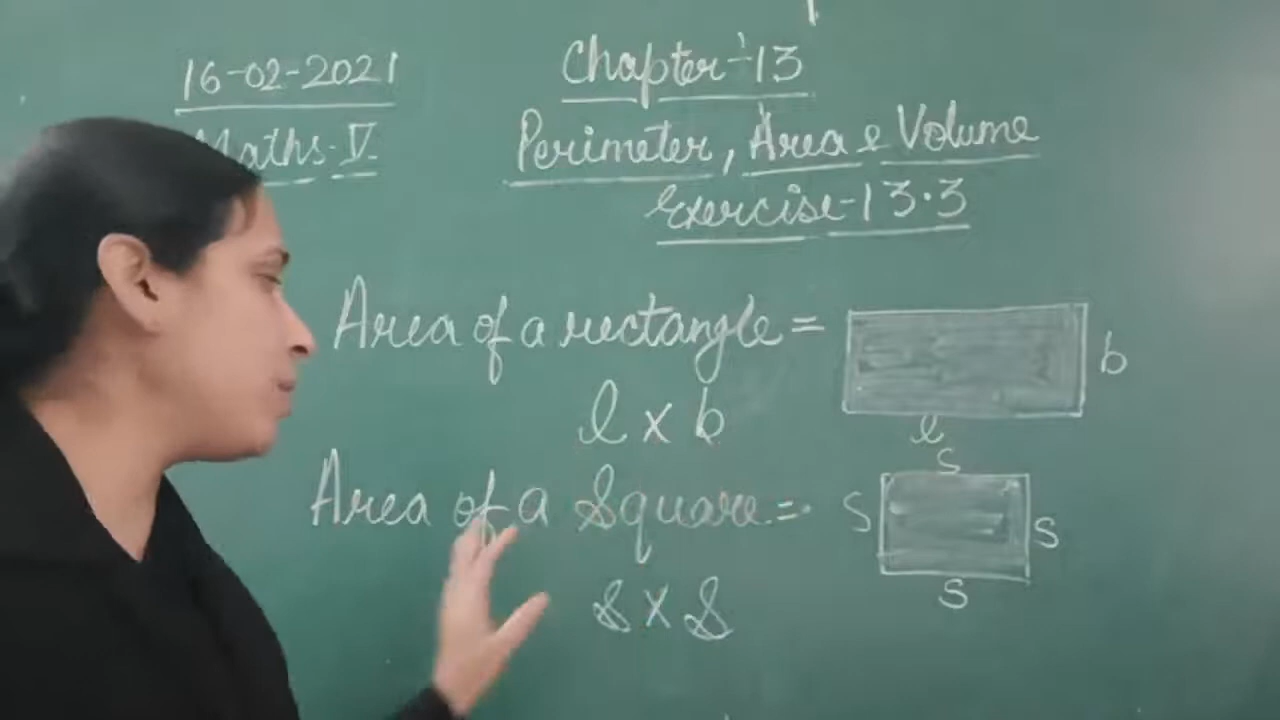 16-02-2021
Maths-V
Chapter-13
Perimeter, Area & Volume
Exercise-13.3
Area of a rectangle =
b
l × b
l
Area of a Square =
s
s
s
s
s × s